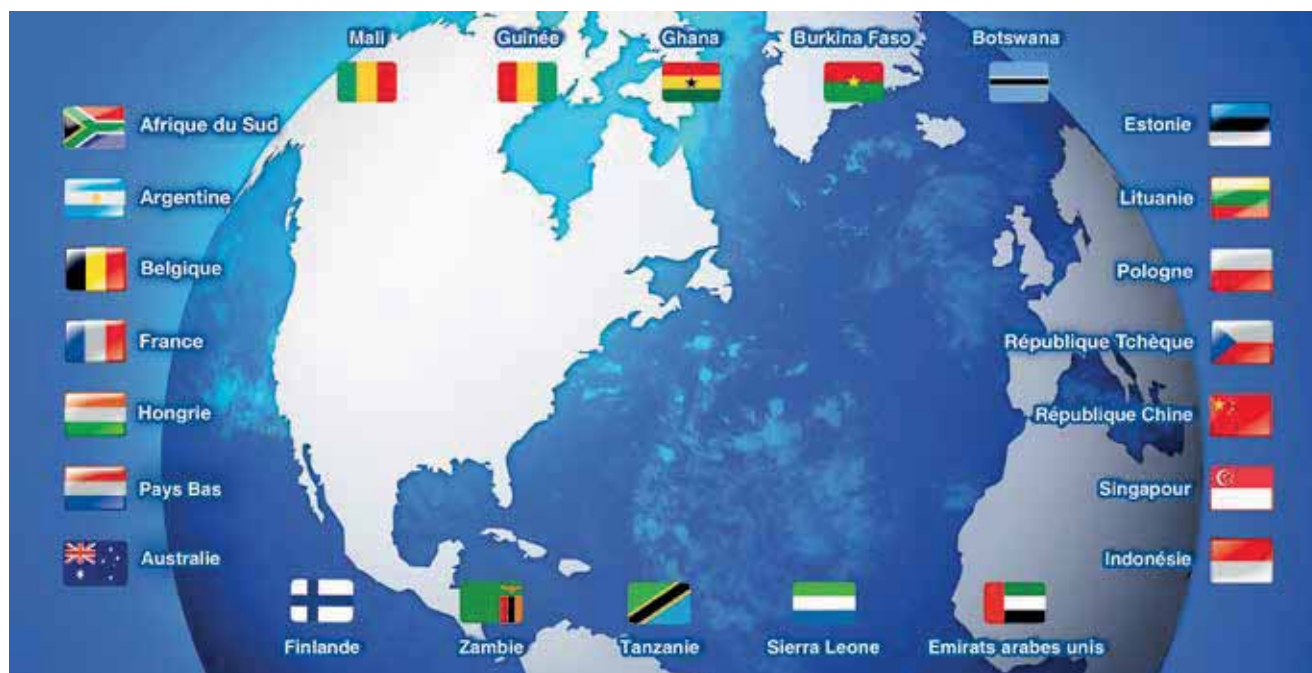 Mali
Guinée
Ghana
Burkina Faso
Botswana
Afrique du Sud
Argentine
Belgique
France
Hongrie
Pays Bas
Australie
Estonie
Lituanie
Pologne
République Tchèque
République Chine
Singapour
Indonésie
Finlande
Zambie
Tanzanie
Sierra Leone
Emirats arabes unis